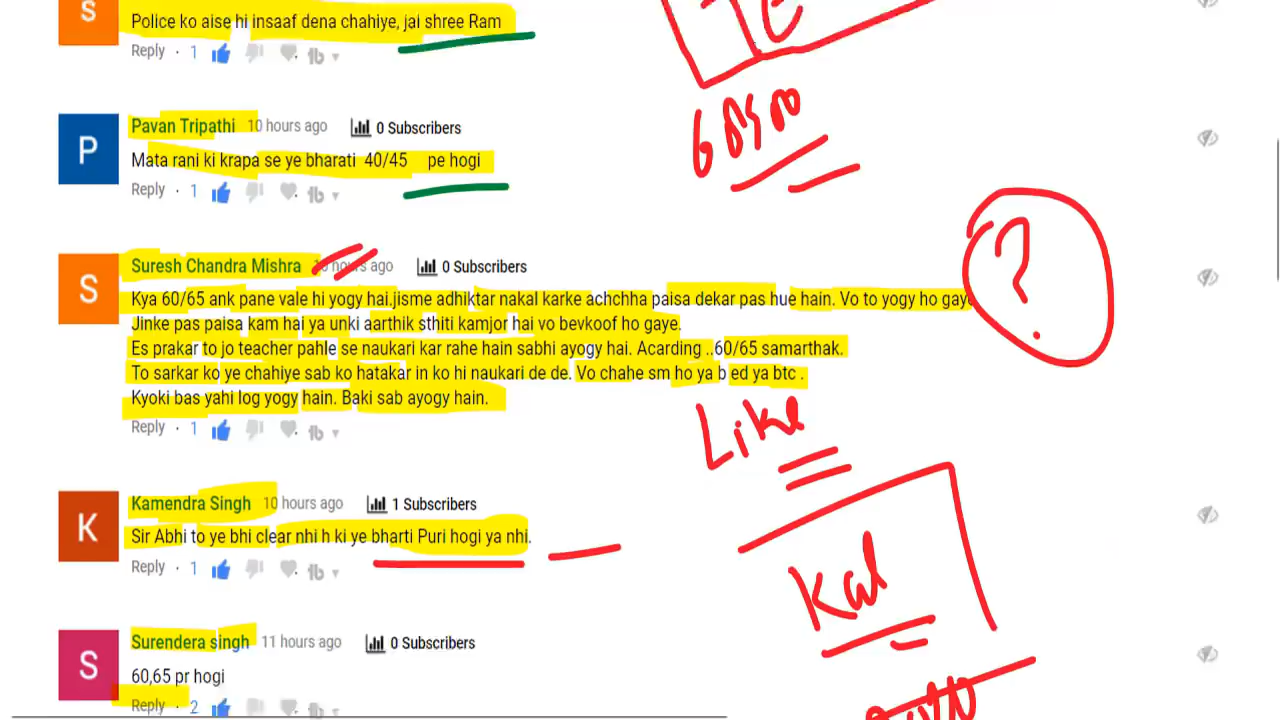 S
Police ko aise hi insaaf dena chahiye, jai shree Ram
Reply · 1
68500
P
Pavan Tripathi 10 hours ago 0 Subscribers
Mata rani ki krapa se ye bharati 40/45 pe hogi
Reply · 1
S
Suresh Chandra Mishra hours ago 0 Subscribers
Kya 60/65 ank pane vale hi yogy hai.jisme adhiktar nakal karke achchha paisa dekar pas hue hain. Vo to yogy ho gaye
Jinke pas paisa kam hai ya unki aarthik sthiti kamjor hai vo bevkoof ho gaye.
Es prakar to jo teacher pahle se naukari kar rahe hain sabhi ayogy hai. Acarding ..60/65 samarthak.
To sarkar ko ye chahiye sab ko hatakar in ko hi naukari de de. Vo chahe sm ho ya b ed ya btc .
Kyoki bas yahi log yogy hain. Baki sab ayogy hain.
Reply · 1
?
Like
K
Kamendra Singh 10 hours ago 1 Subscribers
Sir Abhi to ye bhi clear nhi h ki ye bharti Puri hogi ya nhi.
Reply · 1
Kal
S
Surendera singh 11 hours ago 0 Subscribers
60,65 pr hogi
Reply · 2